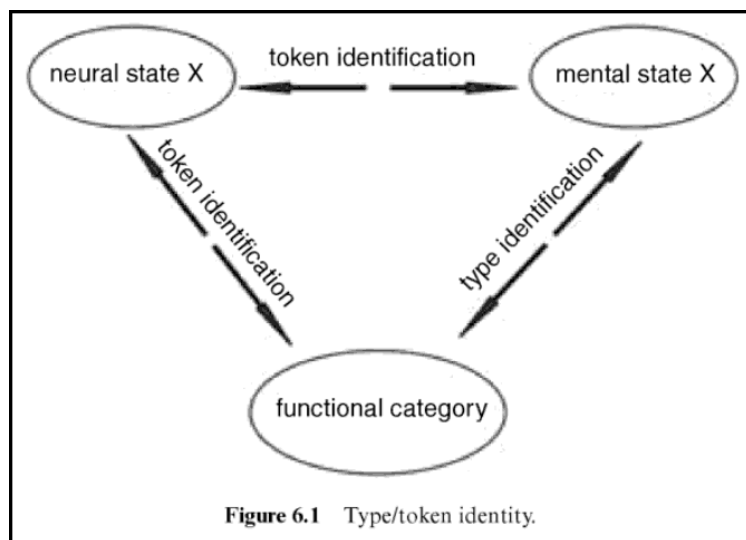 neural state X
token identification
mental state X
token identification
type identification
functional category
Figure 6.1 Type/token identity.